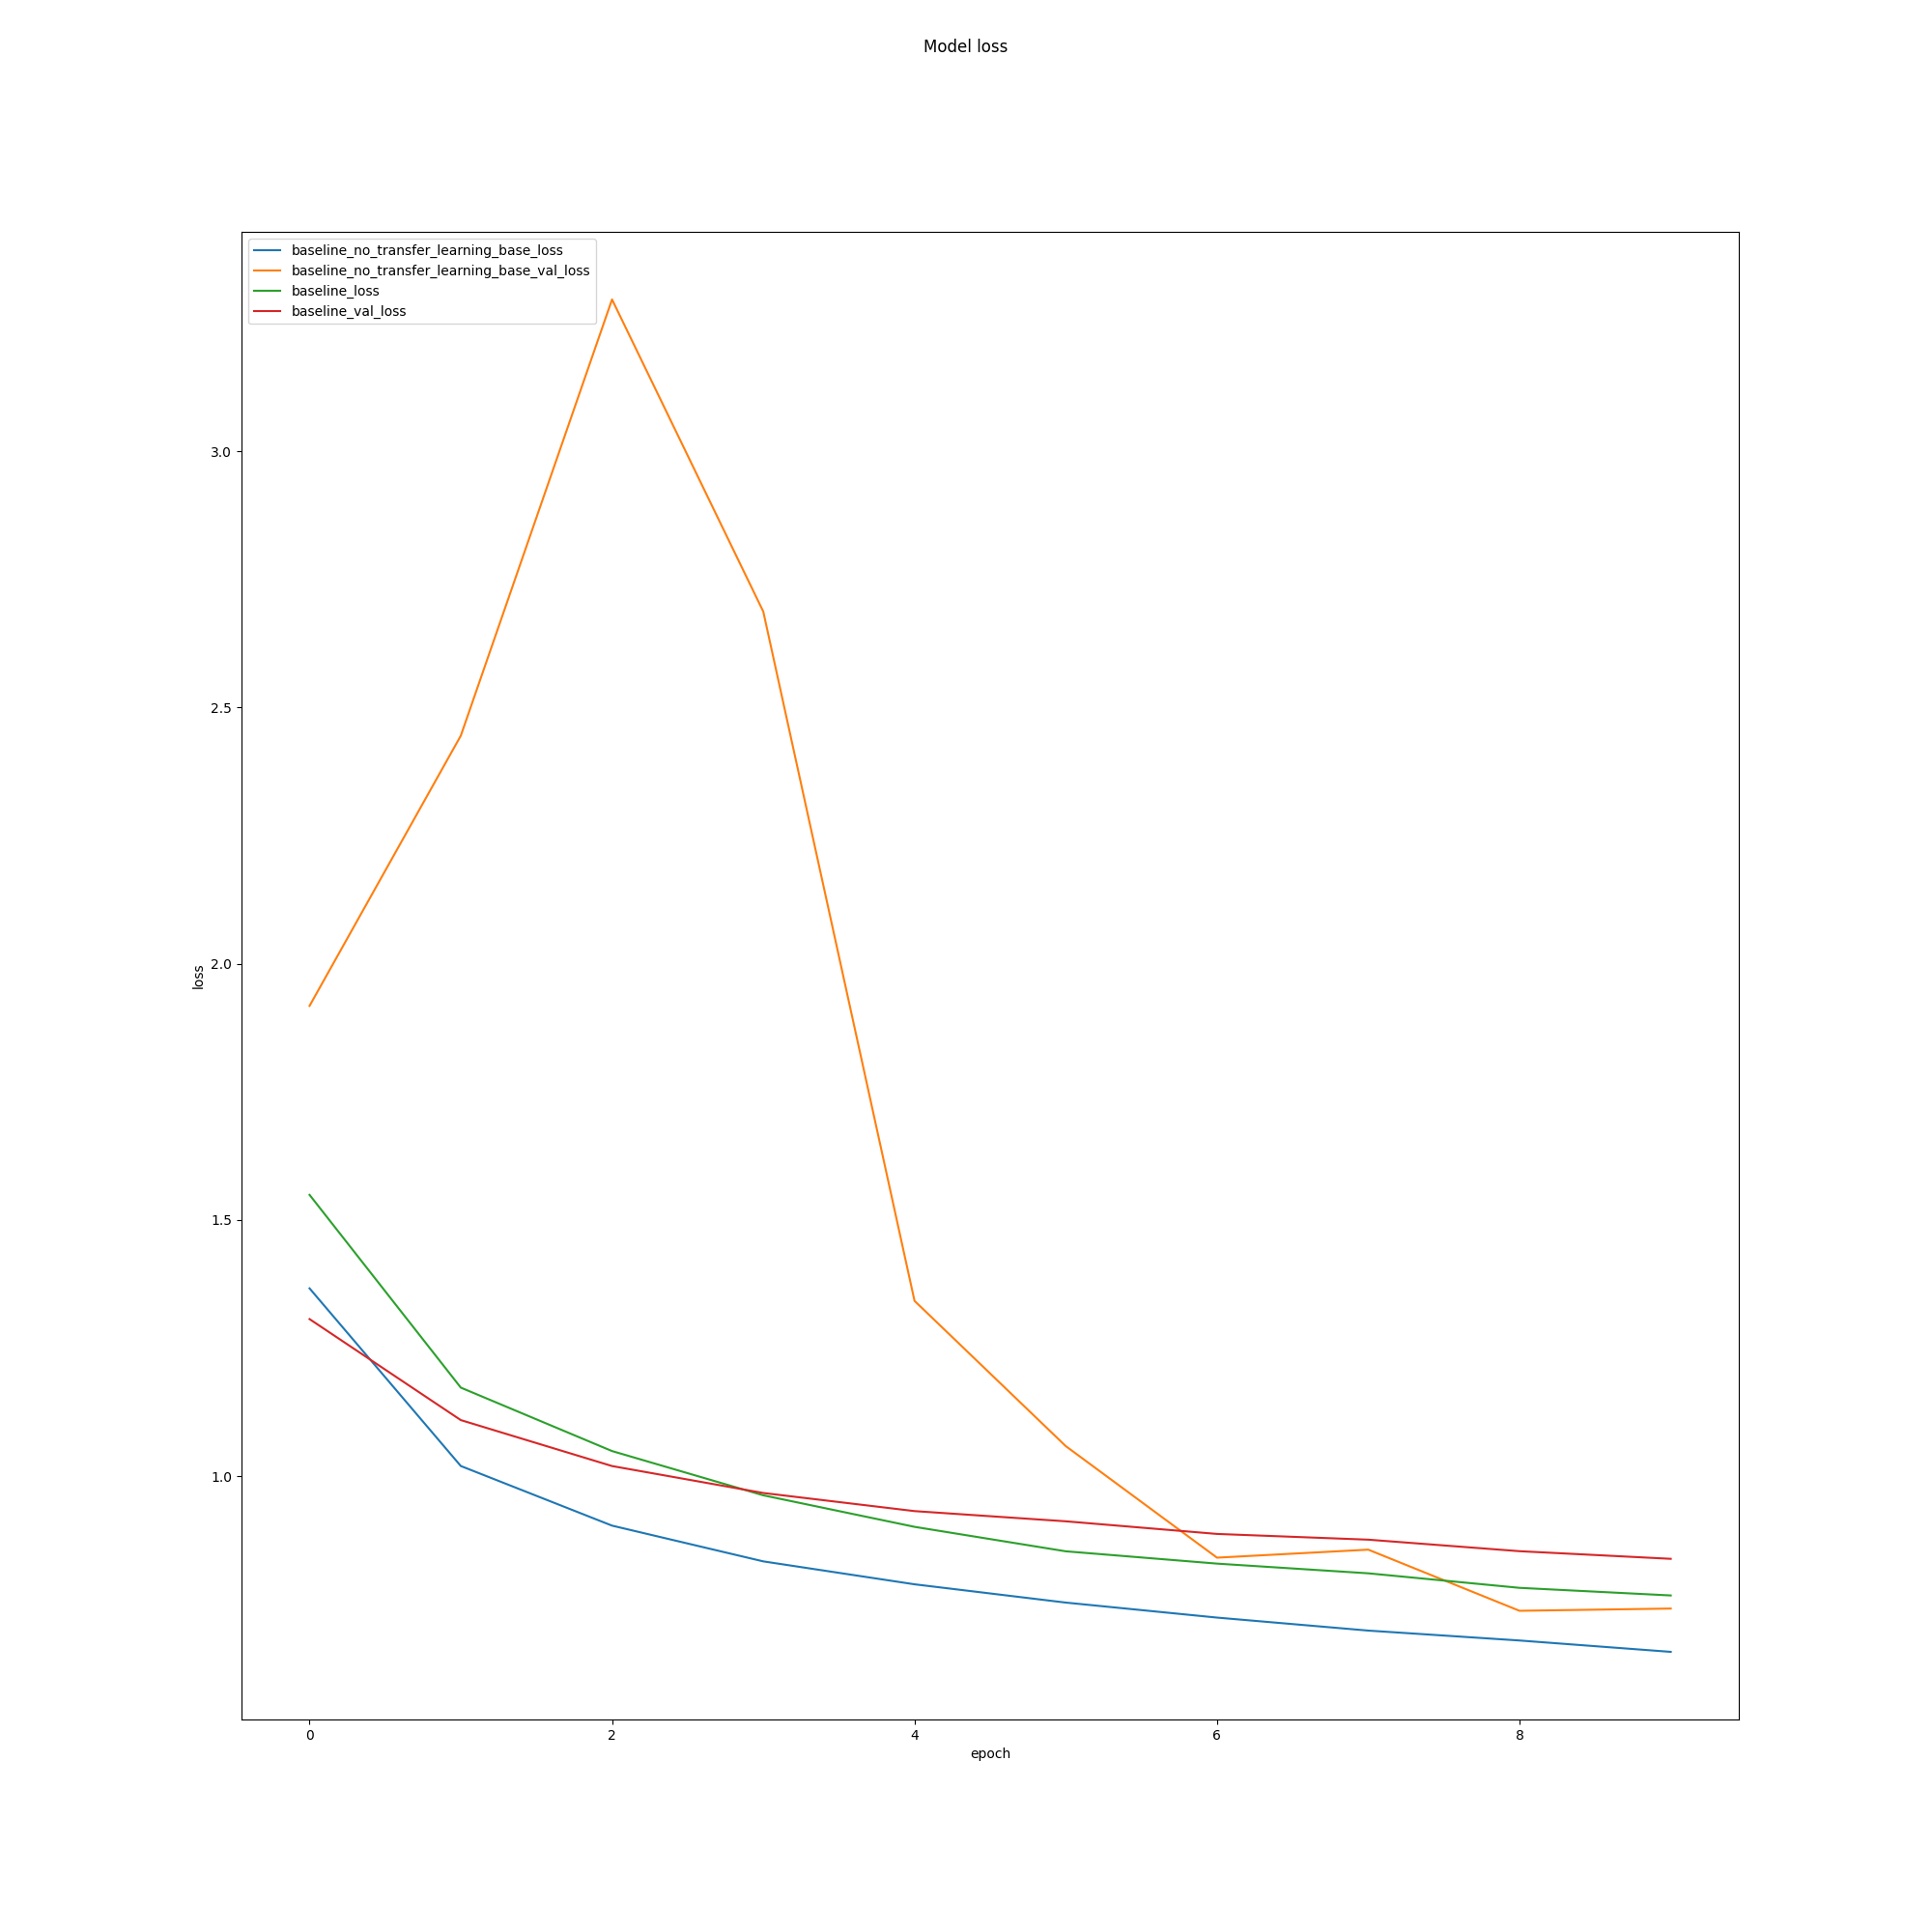 Model loss
baseline_no_transfer_learning_base_loss
baseline_no_transfer_learning_base_val_loss
baseline_loss
baseline_val_loss
3.0
2.5
2.0
1.5
1.0
loss
0 2 4 6 8
epoch